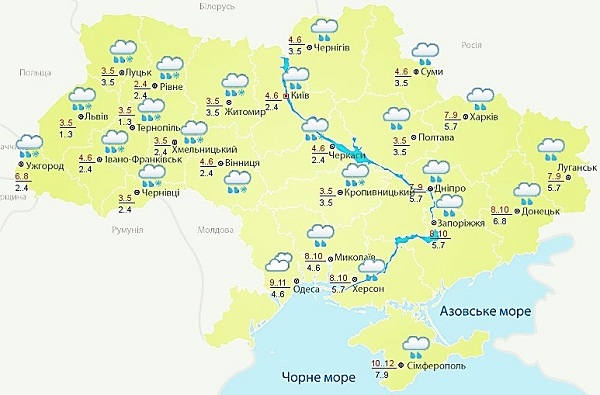 Білорусь
Росія
Польща
4.6
3.5
Чернігів
4.6
3.5
Суми
3.5
3.5
Луцьк
2.4
2.4
Рівне
4.6
2.4
Київ
3.5
3.5
Житомир
7..9
5..7
Харків
3.5
1..3
Львів
3.5
1..3
Тернопіль
3.5
2.4
Хмельницький
3.5
3.5
Полтава
4.6
2.4
Черкаси
6..8
2.4
Ужгород
4.6
2.4
Івано-Франківськ
4.6
2.4
Вінниця
7..9
5..7
Луганськ
3.5
2.4
Чернівці
3.5
3.5
Кропивницький
7..9
5..7
Дніпро
8..10
6..8
Донецьк
Румунія
Молдова
Запоріжжя
8..10
5..7
8..10
4.6
Миколаїв
9..11
4.6
Одеса
8..10
5..7
Херсон
Азовське море
10..12
7..9
Сімферополь
Чорне море